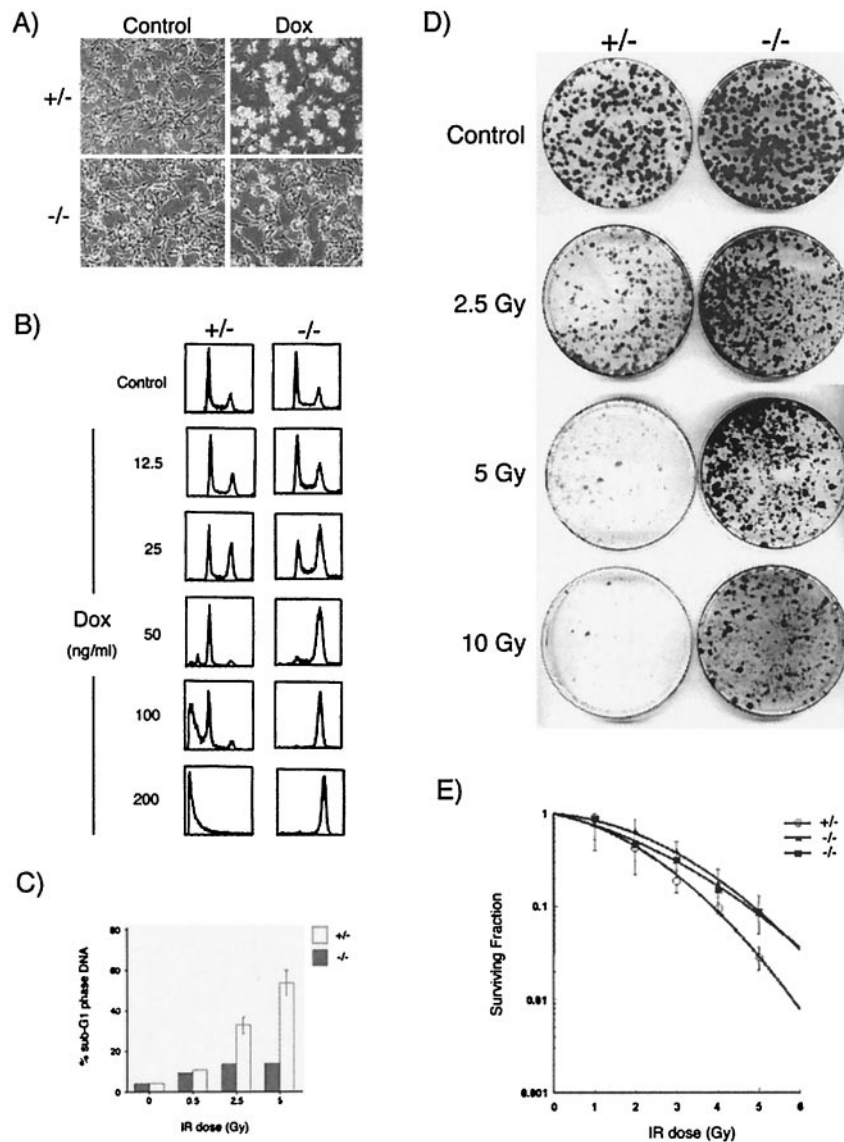 A)
Control Dox
+/-
-/-
B)
+/- -/-
Control
12.5
25
Dox
(ng/ml)
50
100
200
C)
% sub-G1 phase DNA
80
60
40
20
0
0 0.5 2.5 5
IR dose (Gy)
+/-
-/-
D)
+/- -/-
Control
2.5 Gy
5 Gy
10 Gy
E)
Surviving Fraction
1
0.1
0.01
0.001
0 1 2 3 4 5 6
IR dose (Gy)
+/-
-/-
-/-